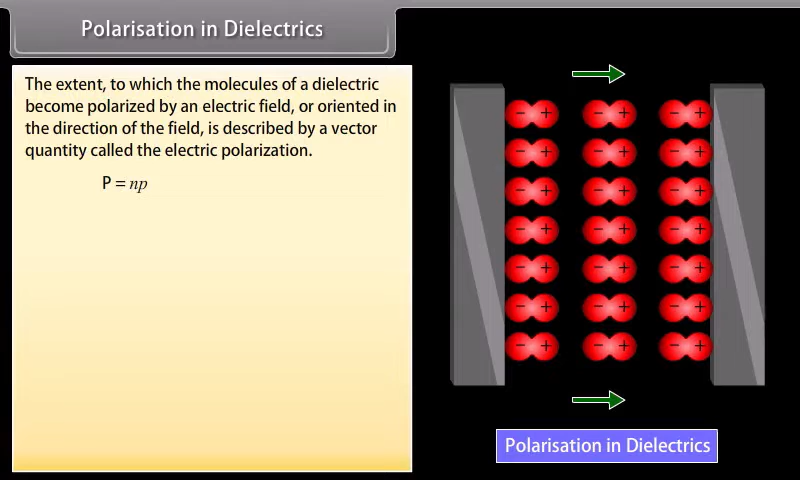 Polarisation in Dielectrics
The extent, to which the molecules of a dielectric
become polarized by an electric field, or oriented in
the direction of the field, is described by a vector
quantity called the electric polarization.
P = np
− + − + − +
− + − + − +
− + − + − +
− + − + − +
− + − + − +
− + − + − +
− + − + − +
Polarisation in Dielectrics